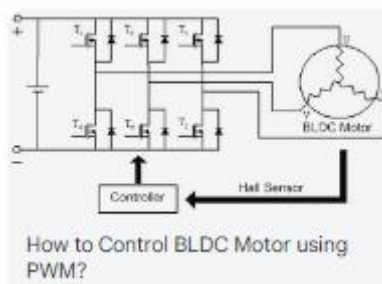 +
BLDC Motor
−
Hall Sensor
Controller
How to Control BLDC Motor using
PWM?